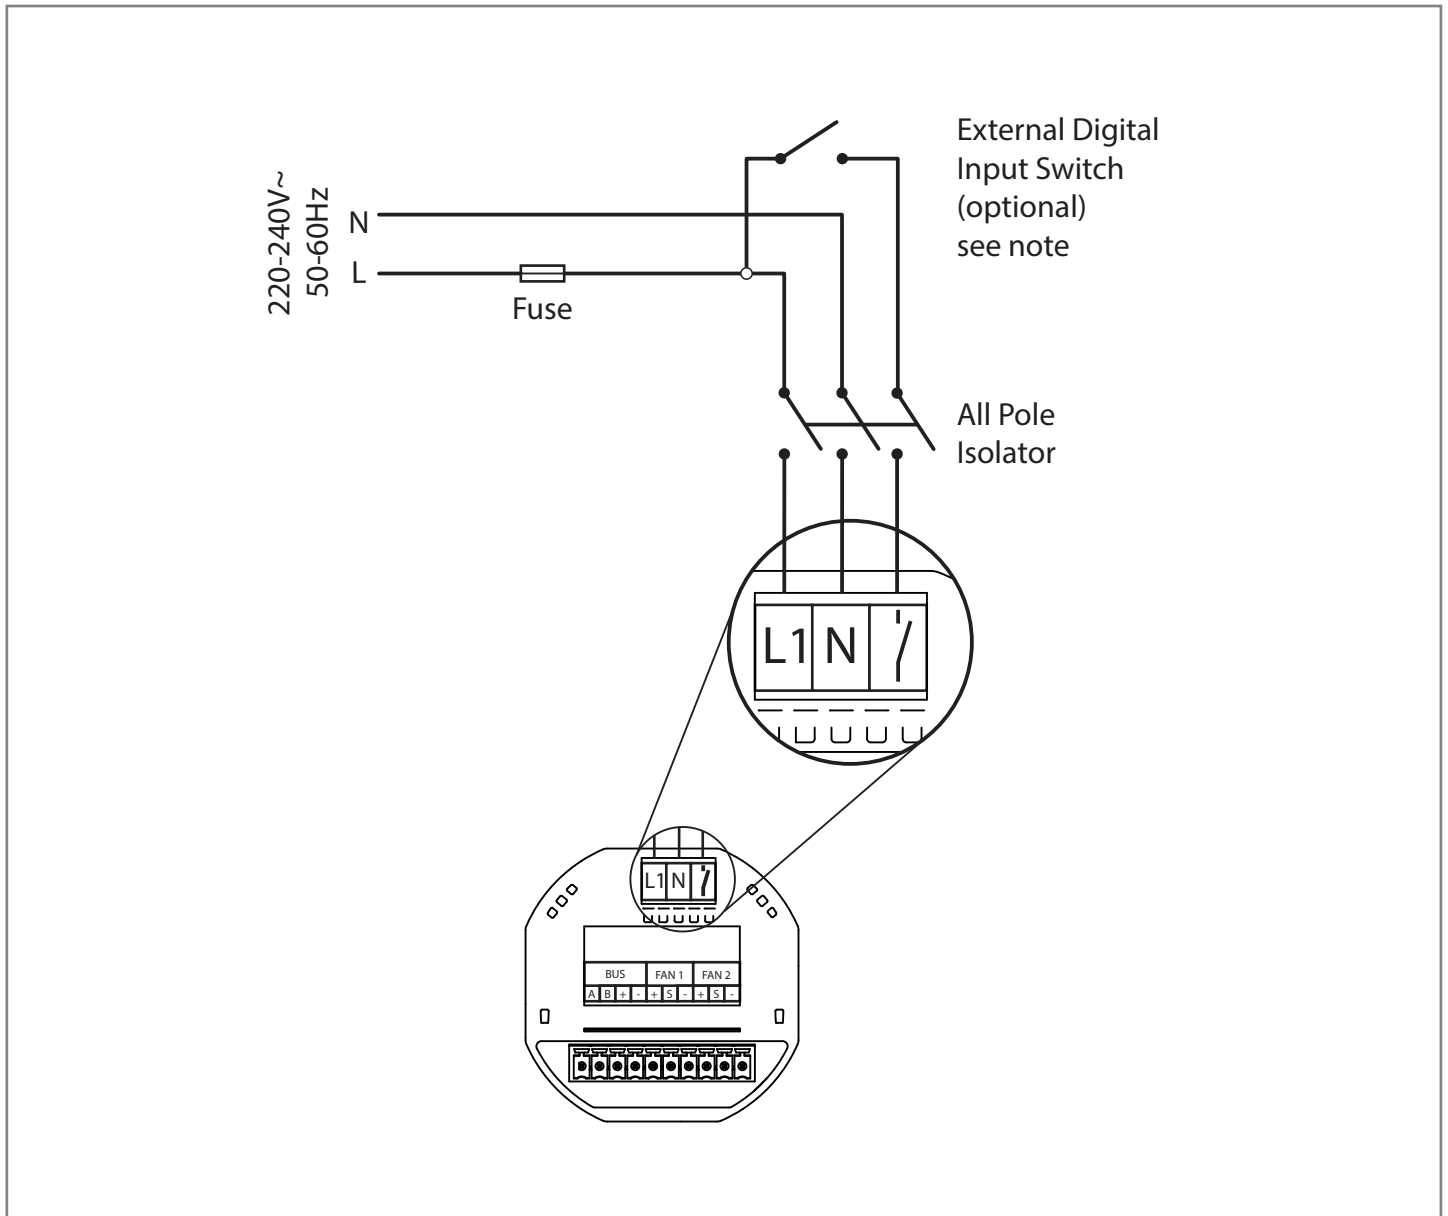 External Digital
Input Switch
(optional)
see note
220-240V~
50-60Hz
N
L
Fuse
All Pole
Isolator
L1 N
L1 N
BUS FAN 1 FAN 2
A B + - + S - + S -